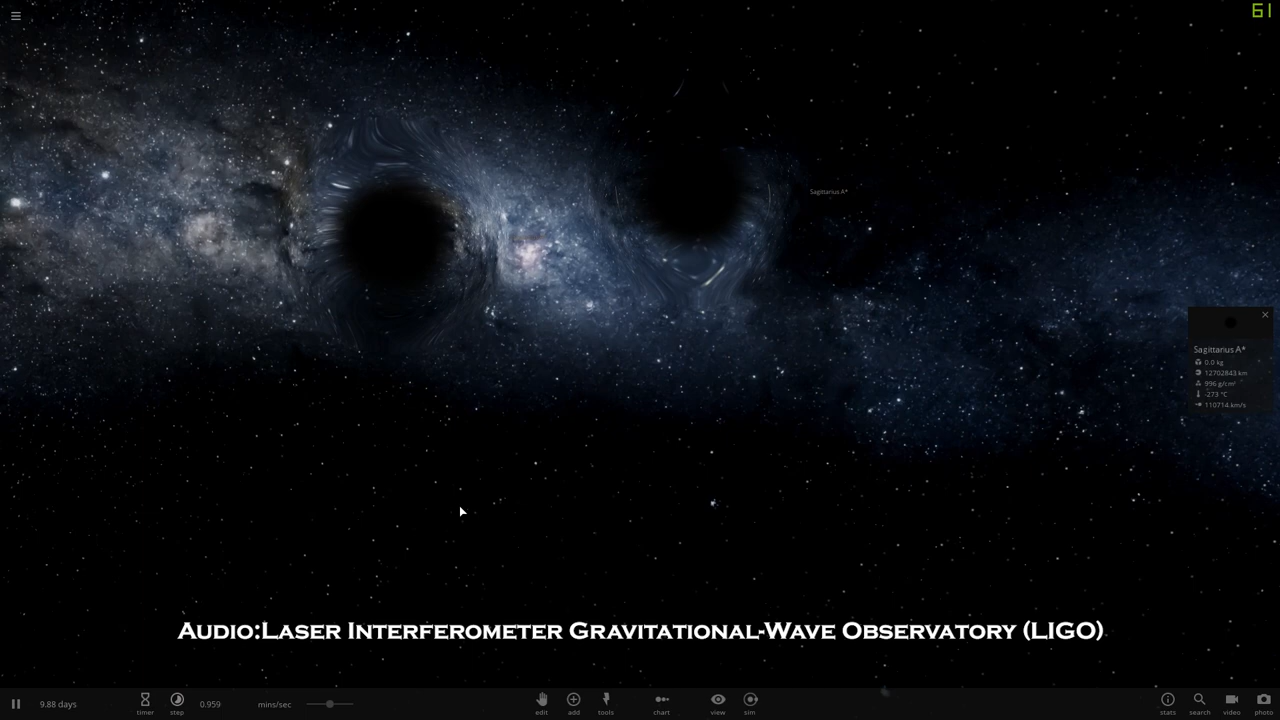 61
Sagittarius A*
Sagittarius A*
0.0 kg
12702843 km
996 g/cm³
-273 °C
110714 km/s
Audio:Laser Interferometer Gravitational-Wave Observatory (LIGO)
9.88 days
timer
step
0.959
mins/sec
edit
add
tools
chart
view
sim
stats
search
video
photo